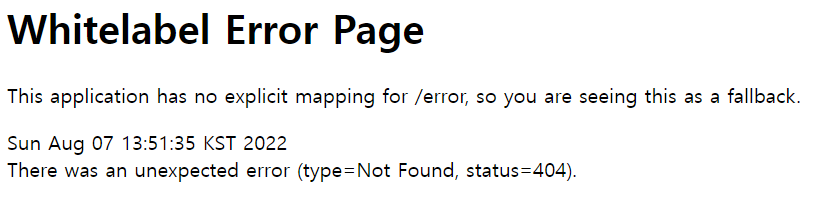 Whitelabel Error Page
This application has no explicit mapping for /error, so you are seeing this as a fallback.
Sun Aug 07 13:51:35 KST 2022
There was an unexpected error (type=Not Found, status=404).